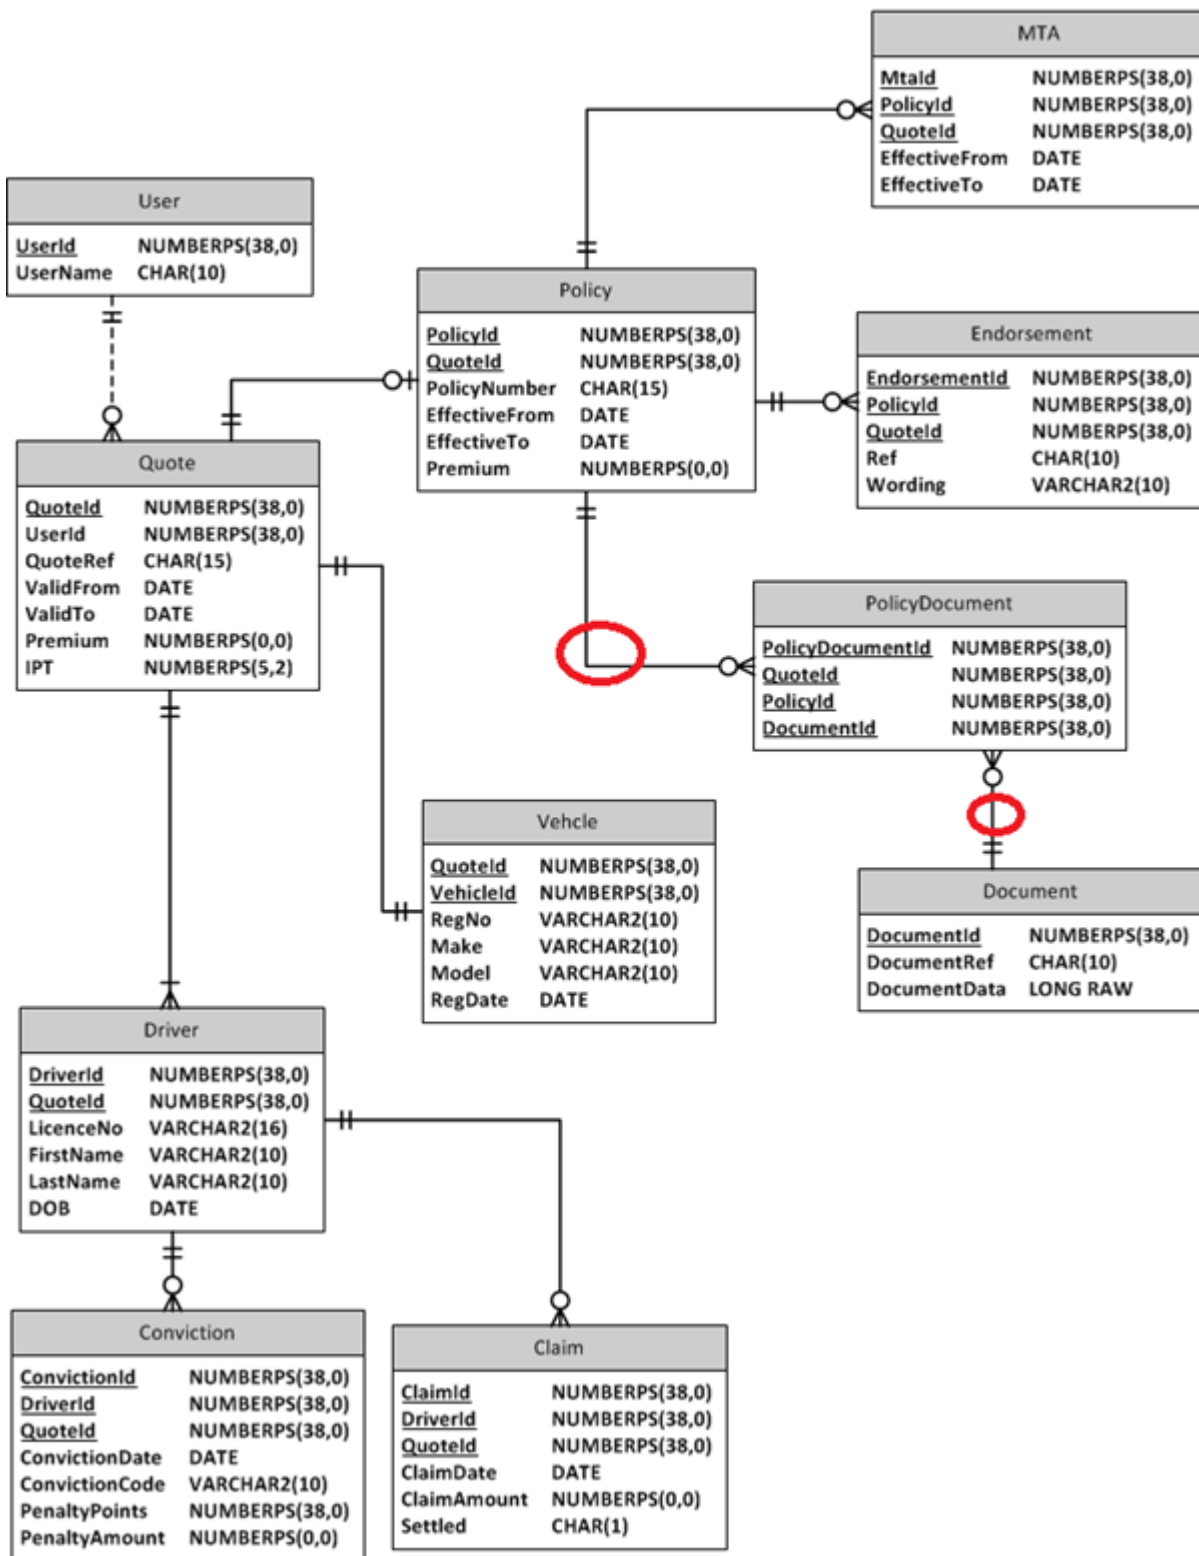 MTA
MtaId NUMBERPS(38,0)
PolicyId NUMBERPS(38,0)
QuoteId NUMBERPS(38,0)
EffectiveFrom DATE
EffectiveTo DATE
User
UserId NUMBERPS(38,0)
UserName CHAR(10)
Policy
PolicyId NUMBERPS(38,0)
QuoteId NUMBERPS(38,0)
PolicyNumber CHAR(15)
EffectiveFrom DATE
EffectiveTo DATE
Premium NUMBERPS(0,0)
Endorsement
EndorsementId NUMBERPS(38,0)
PolicyId NUMBERPS(38,0)
QuoteId NUMBERPS(38,0)
Ref CHAR(10)
Wording VARCHAR2(10)
Quote
QuoteId NUMBERPS(38,0)
UserId NUMBERPS(38,0)
QuoteRef CHAR(15)
ValidFrom DATE
ValidTo DATE
Premium NUMBERPS(0,0)
IPT NUMBERPS(5,2)
PolicyDocument
PolicyDocumentId NUMBERPS(38,0)
QuoteId NUMBERPS(38,0)
PolicyId NUMBERPS(38,0)
DocumentId NUMBERPS(38,0)
Vehcle
QuoteId NUMBERPS(38,0)
VehicleId NUMBERPS(38,0)
RegNo VARCHAR2(10)
Make VARCHAR2(10)
Model VARCHAR2(10)
RegDate DATE
Document
DocumentId NUMBERPS(38,0)
DocumentRef CHAR(10)
DocumentData LONG RAW
Driver
DriverId NUMBERPS(38,0)
QuoteId NUMBERPS(38,0)
LicenceNo VARCHAR2(16)
FirstName VARCHAR2(10)
LastName VARCHAR2(10)
DOB DATE
Conviction
ConvictionId NUMBERPS(38,0)
DriverId NUMBERPS(38,0)
QuoteId NUMBERPS(38,0)
ConvictionDate DATE
ConvictionCode VARCHAR2(10)
PenaltyPoints NUMBERPS(38,0)
PenaltyAmount NUMBERPS(0,0)
Claim
ClaimId NUMBERPS(38,0)
DriverId NUMBERPS(38,0)
QuoteId NUMBERPS(38,0)
ClaimDate DATE
ClaimAmount NUMBERPS(0,0)
Settled CHAR(1)